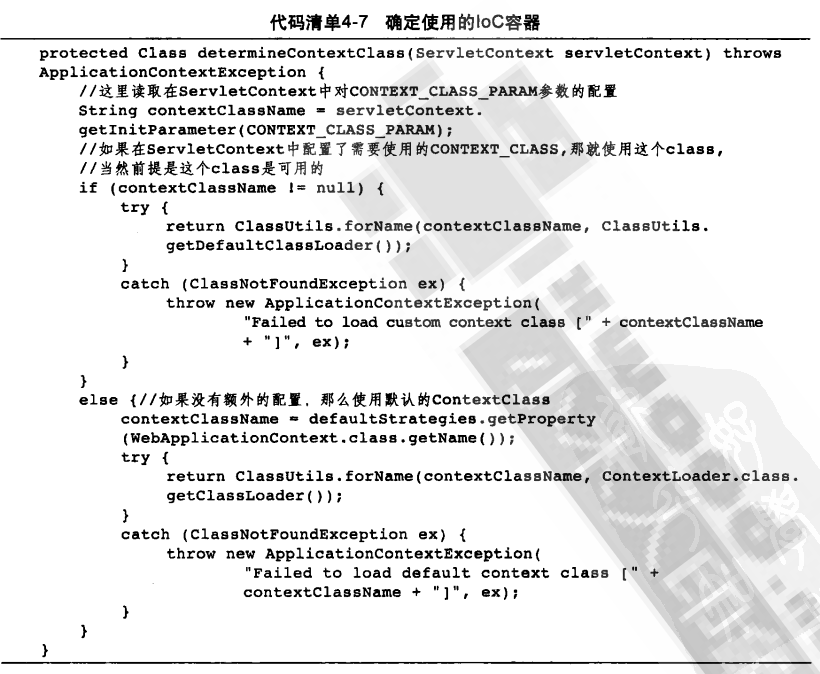 代码清单4-7 确定使用的IoC容器
protected Class determineContextClass(ServletContext servletContext) throws
ApplicationContextException {
//这里读取在ServletContext中对CONTEXT_CLASS_PARAM参数的配置
String contextClassName = servletContext.
getInitParameter(CONTEXT_CLASS_PARAM);
//如果在ServletContext中配置了需要使用的CONTEXT_CLASS,那就使用这个class,
//当然前提是这个class是可用的
if (contextClassName != null) {
try {
return ClassUtils.forName(contextClassName, ClassUtils.
getDefaultClassLoader());
}
catch (ClassNotFoundException ex) {
throw new ApplicationContextException(
"Failed to load custom context class [" + contextClassName
+ "]", ex);
}
}
else {//如果没有额外的配置，那么使用默认的ContextClass
contextClassName = defaultStrategies.getProperty
(WebApplicationContext.class.getName());
try {
return ClassUtils.forName(contextClassName, ContextLoader.class.
getClassLoader());
}
catch (ClassNotFoundException ex) {
throw new ApplicationContextException(
"Failed to load default context class [" +
contextClassName + "]", ex);
}
}
}